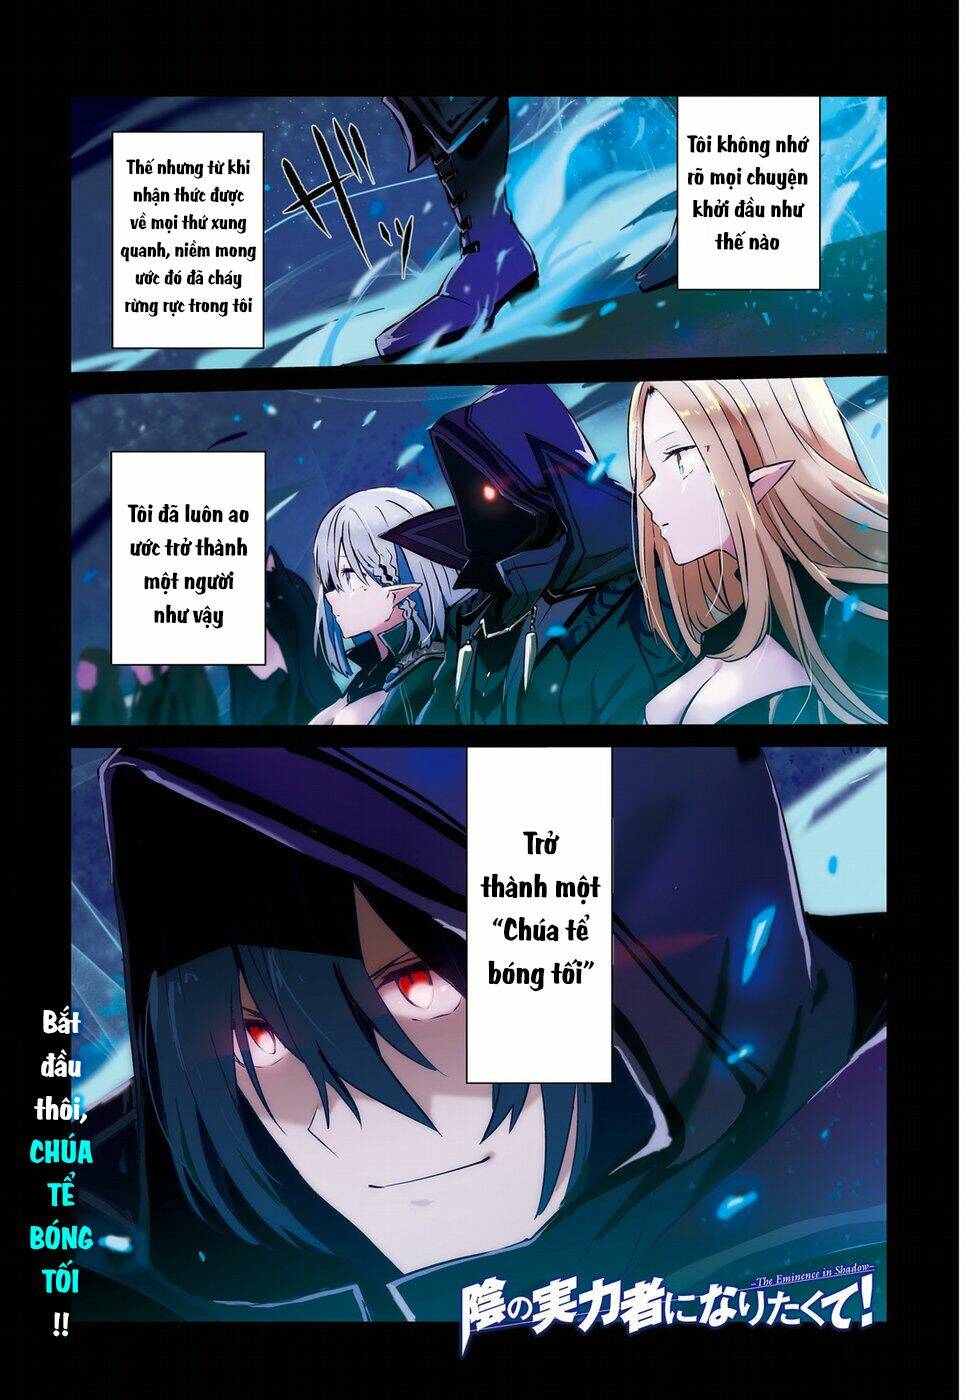 Tôi không nhớ
rõ mọi chuyện
khởi đầu như
thế nào
Thế nhưng từ khi
nhận thức được
về mọi thứ xung
quanh, niềm mong
ước đó đã cháy
rừng rực trong tôi
ザッ
Tôi đã luôn ao
ước trở thành
một người
như vậy
Trở
thành một
“Chúa tể
bóng tối”
Bắt
đầu
thôi,
CHÚA
TỂ
BÓNG
TỐI
!!
-The Eminence in Shadow-
陰の実力者になりたくて!